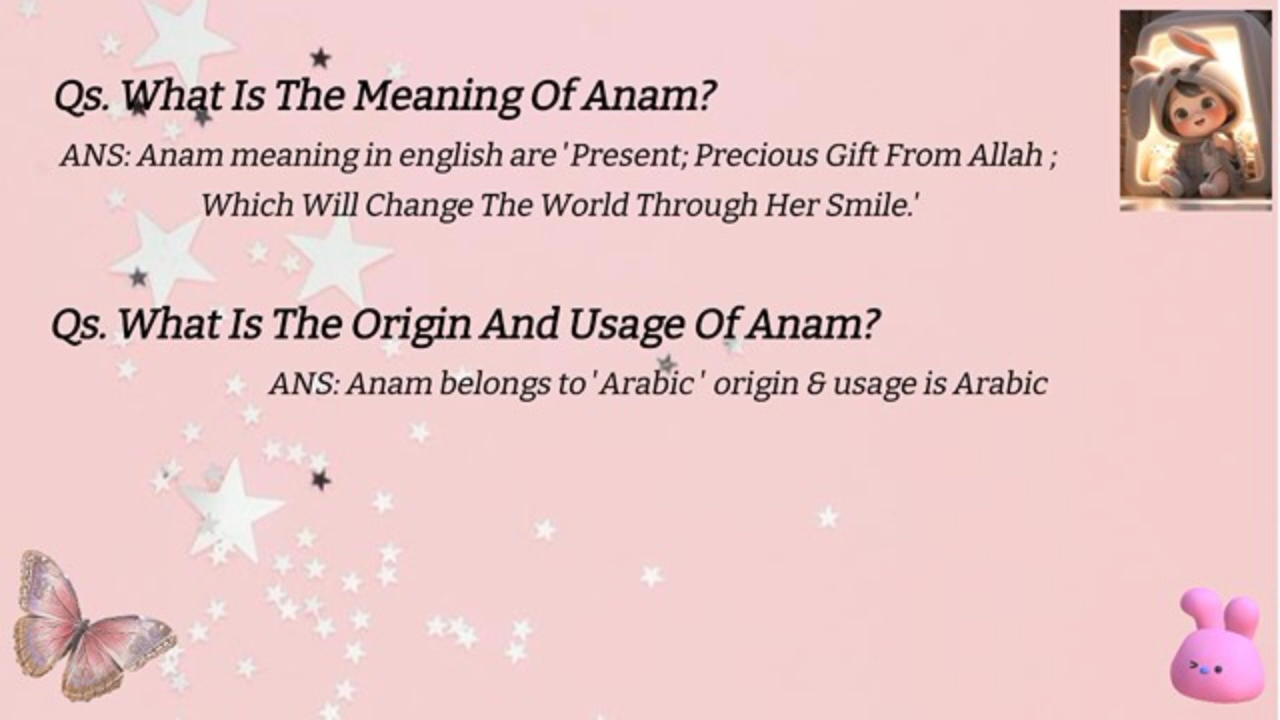 Qs. What Is The Meaning Of Anam?
ANS: Anam meaning in english are 'Present; Precious Gift From Allah ;
Which Will Change The World Through Her Smile.'
Qs. What Is The Origin And Usage Of Anam?
ANS: Anam belongs to 'Arabic' origin & usage is Arabic